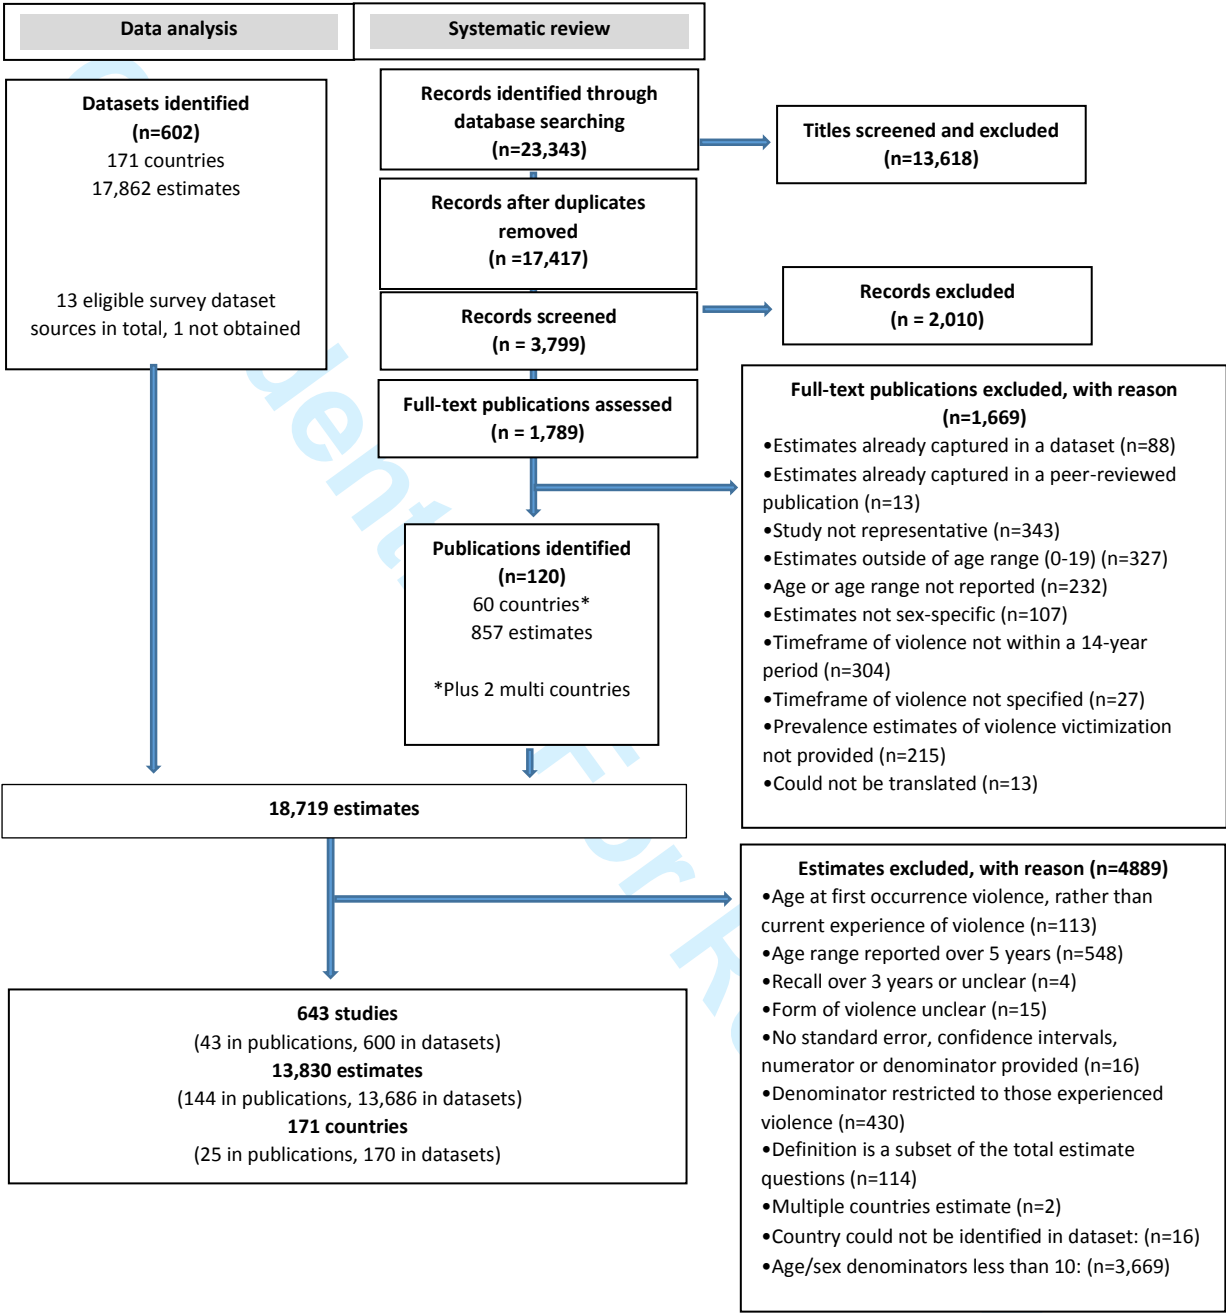 Data analysis
Systematic review
Datasets identified
(n=602)
171 countries
17,862 estimates
13 eligible survey dataset
sources in total, 1 not obtained
Records identified through
database searching
(n=23,343)
Titles screened and excluded
(n=13,618)
Records after duplicates
removed
(n =17,417)
Records excluded
(n = 2,010)
Records screened
(n = 3,799)
Full-text publications assessed
(n = 1,789)
Full-text publications excluded, with reason
(n=1,669)
•Estimates already captured in a dataset (n=88)
•Estimates already captured in a peer-reviewed
publication (n=13)
•Study not representative (n=343)
•Estimates outside of age range (0-19) (n=327)
•Age or age range not reported (n=232)
•Estimates not sex-specific (n=107)
•Timeframe of violence not within a 14-year
period (n=304)
•Timeframe of violence not specified (n=27)
•Prevalence estimates of violence victimization
not provided (n=215)
•Could not be translated (n=13)
Publications identified
(n=120)
60 countries*
857 estimates
*Plus 2 multi countries
18,719 estimates
Estimates excluded, with reason (n=4889)
•Age at first occurrence violence, rather than
current experience of violence (n=113)
•Age range reported over 5 years (n=548)
•Recall over 3 years or unclear (n=4)
•Form of violence unclear (n=15)
•No standard error, confidence intervals,
numerator or denominator provided (n=16)
•Denominator restricted to those experienced
violence (n=430)
•Definition is a subset of the total estimate
questions (n=114)
•Multiple countries estimate (n=2)
•Country could not be identified in dataset: (n=16)
•Age/sex denominators less than 10: (n=3,669)
643 studies
(43 in publications, 600 in datasets)
13,830 estimates
(144 in publications, 13,686 in datasets)
171 countries
(25 in publications, 170 in datasets)
For